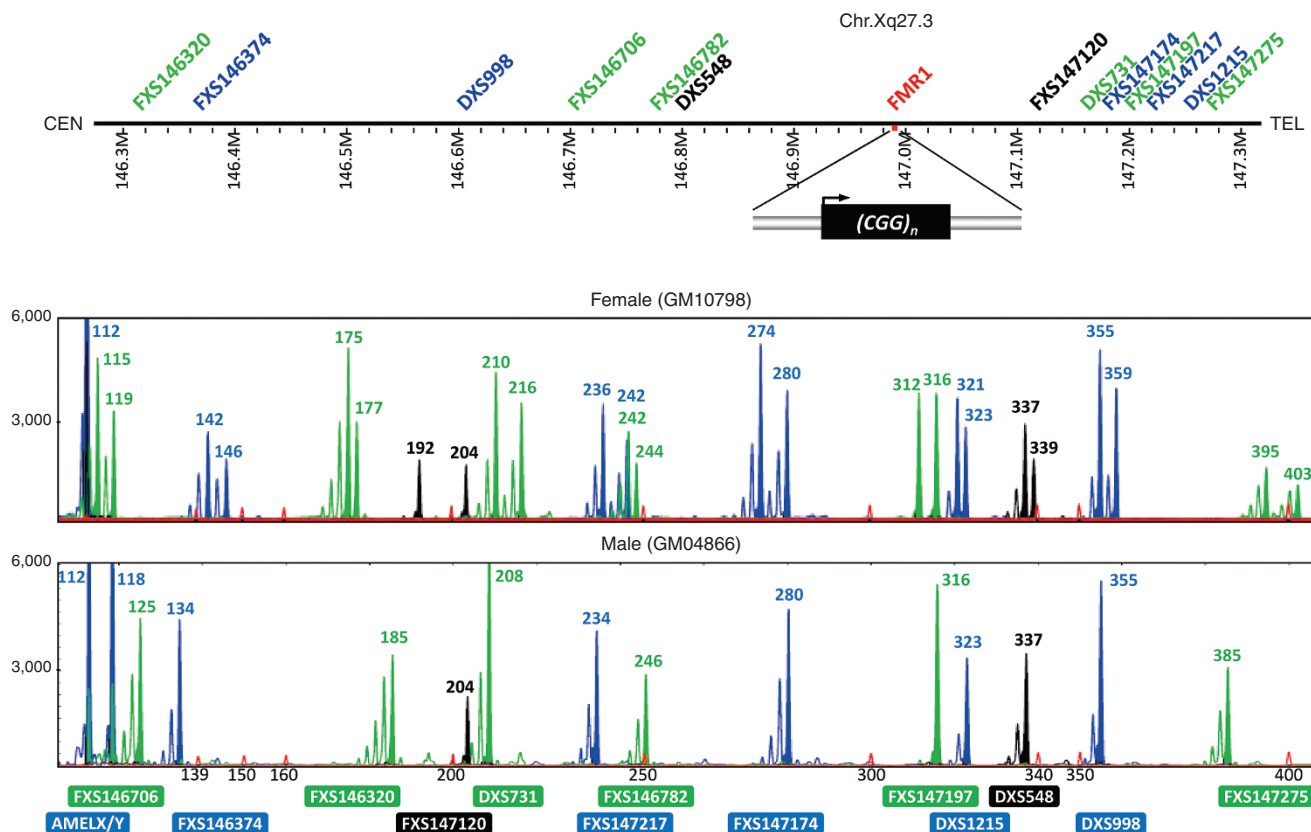 Chr.Xq27.3
FXS146320 FXS146374 DXS998 FXS146706 FXS146782 DXS548 FMR1 FXS147120 DXS731 FXS147174 FXS147197 FXS147217 DXS1215 FXS147275
CEN TEL
146.3M 146.4M 146.5M 146.6M 146.7M 146.8M 146.9M 147.0M 147.1M 147.2M 147.3M
(CGG)n
Female (GM10798)
6,000
3,000
112 115 119 142 146 175 177 192 204 210 216 236 242 242 244 274 280 312 316 321 323 337 339 355 359 395 403
Male (GM04866)
6,000
3,000
112 118 125 134 185 204 208 234 246 280 316 323 337 355 385
139 150 160 200 250 300 340 350 400
FXS146706 FXS146320 DXS731 FXS146782 FXS147197 DXS548 FXS147275
AMELX/Y FXS146374 FXS147120 FXS147217 FXS147174 DXS1215 DXS998